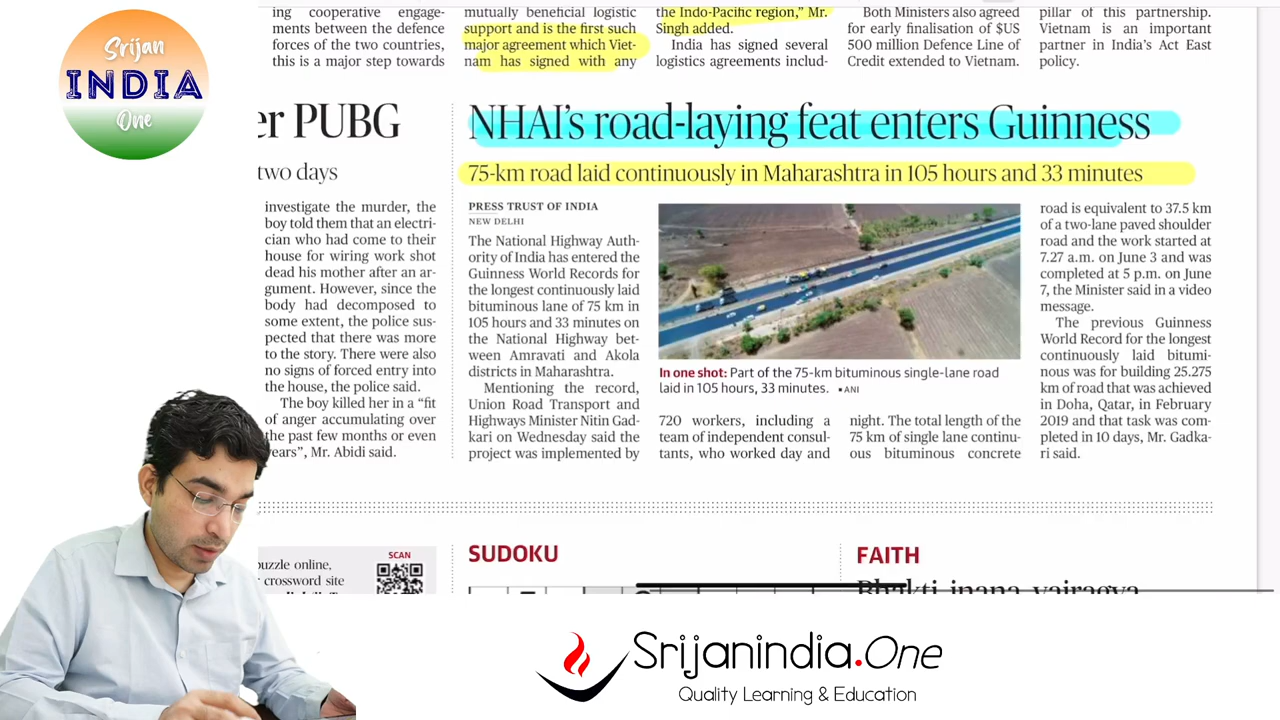 Srijan
INDIA
One
ing cooperative engage-
ments between the defence
forces of the two countries,
this is a major step towards
mutually beneficial logistic
support and is the first such
major agreement which Viet-
nam has signed with any
the Indo-Pacific region,” Mr.
Singh added.
India has signed several
logistics agreements includ-
Both Ministers also agreed
for early finalisation of $US
500 million Defence Line of
Credit extended to Vietnam.
pillar of this partnership.
Vietnam is an important
partner in India’s Act East
policy.
er PUBG
two days
investigate the murder, the
boy told them that an electri-
cian who had come to their
house for wiring work shot
dead his mother after an ar-
gument. However, since the
body had decomposed to
some extent, the police sus-
pected that there was more
to the story. There were also
no signs of forced entry into
the house, the police said.
The boy killed her in a “fit
of anger accumulating over
the past few months or even
years”, Mr. Abidi said.
NHAI’s road-laying feat enters Guinness
75-km road laid continuously in Maharashtra in 105 hours and 33 minutes
PRESS TRUST OF INDIA
NEW DELHI
The National Highway Auth-
ority of India has entered the
Guinness World Records for
the longest continuously laid
bituminous lane of 75 km in
105 hours and 33 minutes on
the National Highway bet-
ween Amravati and Akola
districts in Maharashtra.
Mentioning the record,
Union Road Transport and
Highways Minister Nitin Gad-
kari on Wednesday said the
project was implemented by
In one shot: Part of the 75-km bituminous single-lane road
laid in 105 hours, 33 minutes. • ANI
720 workers, including a
team of independent consul-
tants, who worked day and
night. The total length of the
75 km of single lane continu-
ous bituminous concrete
road is equivalent to 37.5 km
of a two-lane paved shoulder
road and the work started at
7.27 a.m. on June 3 and was
completed at 5 p.m. on June
7, the Minister said in a video
message.
The previous Guinness
World Record for the longest
continuously laid bitumi-
nous was for building 25.275
km of road that was achieved
in Doha, Qatar, in February
2019 and that task was com-
pleted in 10 days, Mr. Gadka-
ri said.
puzzle online,
crossword site
SCAN
SUDOKU
FAITH
Bhakti jnana vairagya
Srijanindia.One
Quality Learning & Education